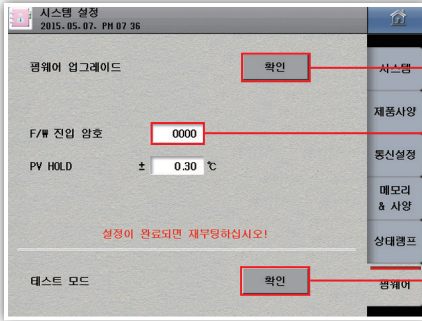 시스템 설정
2015.05.07. PM 07 36
펌웨어 업그레이드
확인
시스템
제품사양
F/W 진입 암호
0000
통신설정
PV HOLD
±
0.30
℃
메모리
& 사양
설정이 완료되면 재부팅하십시오!
상태램프
테스트 모드
확인
펌웨어